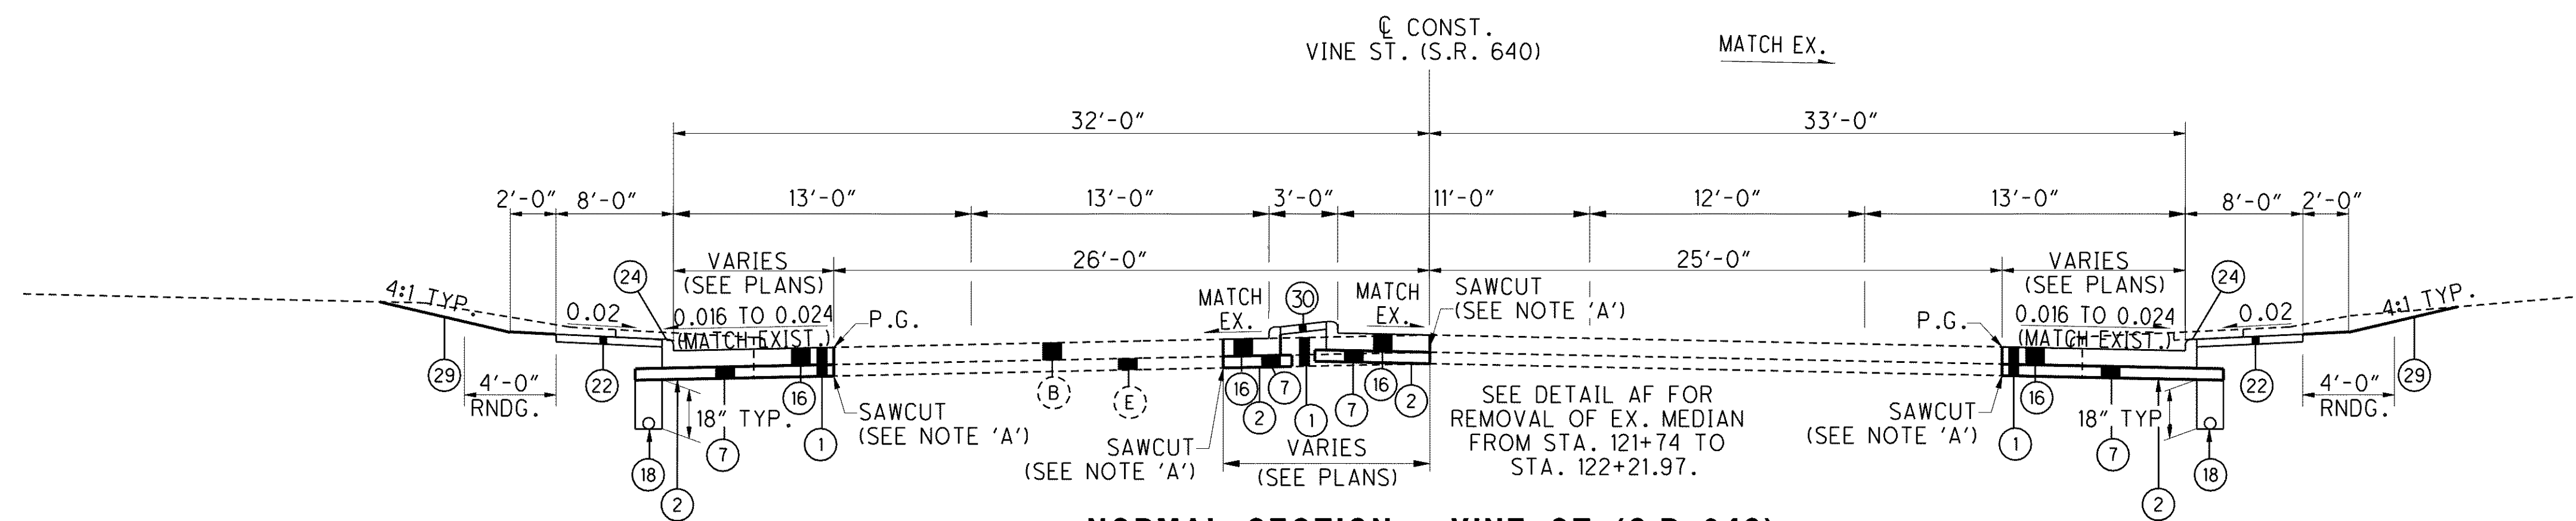 ℄ CONST.
VINE ST. (S.R. 640)
MATCH EX.
32'-0" 33'-0"
2'-0" 8'-0" 13'-0" 13'-0" 3'-0" 11'-0" 12'-0" 13'-0" 8'-0" 2'-0"
VARIES
(SEE PLANS)
26'-0" 25'-0"
VARIES
(SEE PLANS)
24 24
4:1 TYP. 0.02
0.016 TO 0.024
(MATCH EXIST.)
P.G.
MATCH
EX.
30
MATCH
EX.
SAWCUT
(SEE NOTE 'A')
P.G.
0.016 TO 0.024
(MATCH EXIST.)
0.02 4:1 TYP.
29
4'-0"
RNDG.
22
18
2
18" TYP.
7
16
1
SAWCUT
(SEE NOTE 'A')
B
E
SAWCUT
(SEE NOTE 'A')
16 2 7 1 7 16 2
VARIES
(SEE PLANS)
SEE DETAIL AF FOR
REMOVAL OF EX. MEDIAN
FROM STA. 121+74 TO
STA. 122+21.97.
SAWCUT
(SEE NOTE 'A')
1
16
18" TYP
7
2
18
22
4'-0"
RNDG.
29
NORMAL SECTION - VINE ST (S.R. 640)